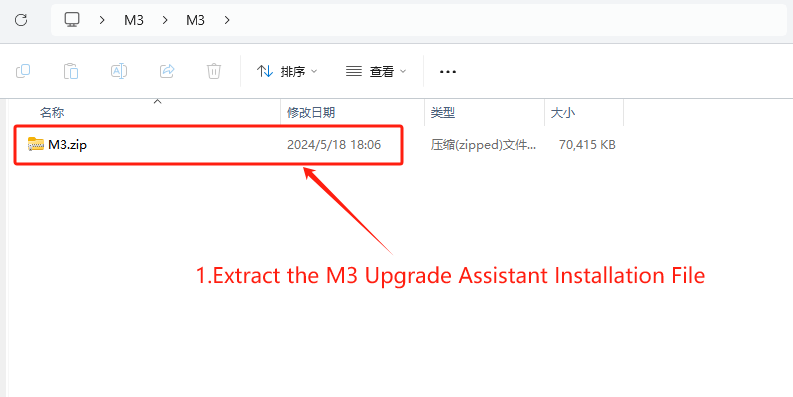 M3 M3
排序 查看
名称 修改日期 类型 大小
M3.zip 2024/5/18 18:06 压缩(zipped)文件... 70,415 KB
1.Extract the M3 Upgrade Assistant Installation File